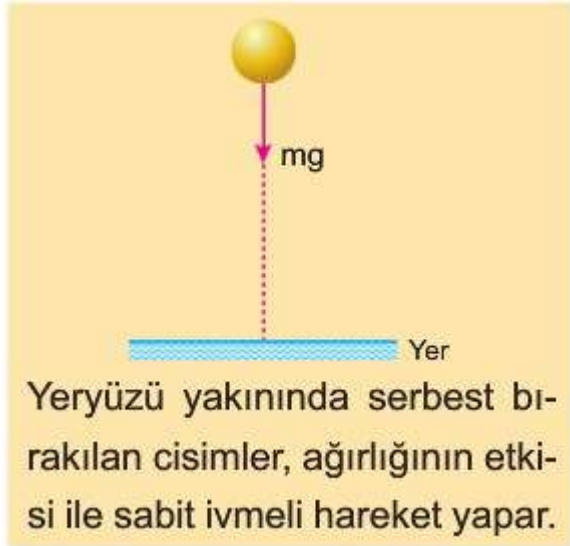 mg
Yer
Yeryüzü yakınında serbest bı-
rakılan cisimler, ağırlığının etki-
si ile sabit ivmeli hareket yapar.